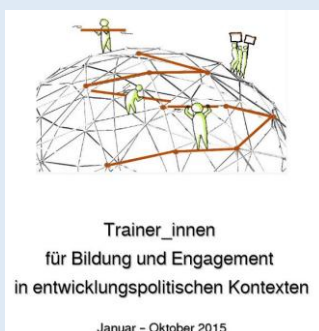 Trainer_innen
für Bildung und Engagement
in entwicklungspolitischen Kontexten
Januar – Oktober 2015